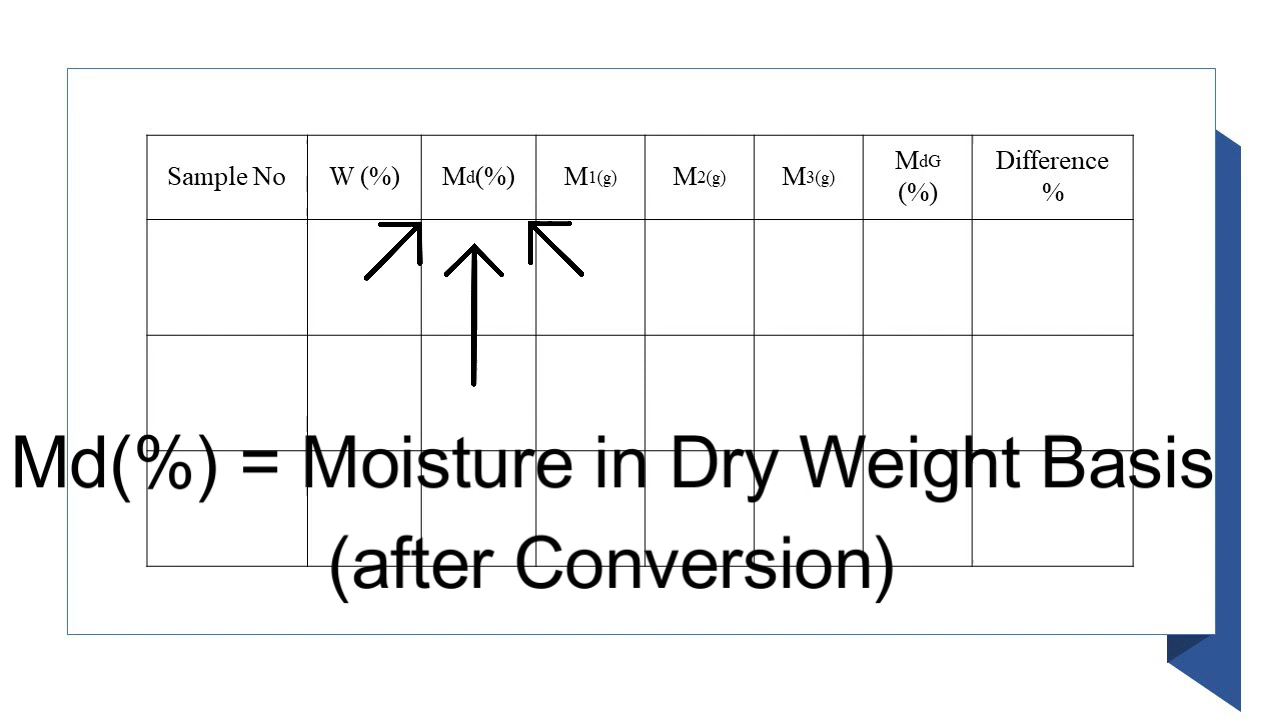 Sample No W (%) Md(%) M1(g) M2(g) M3(g) MdG (%) Difference %
Md(%) = Moisture in Dry Weight Basis
(after Conversion)